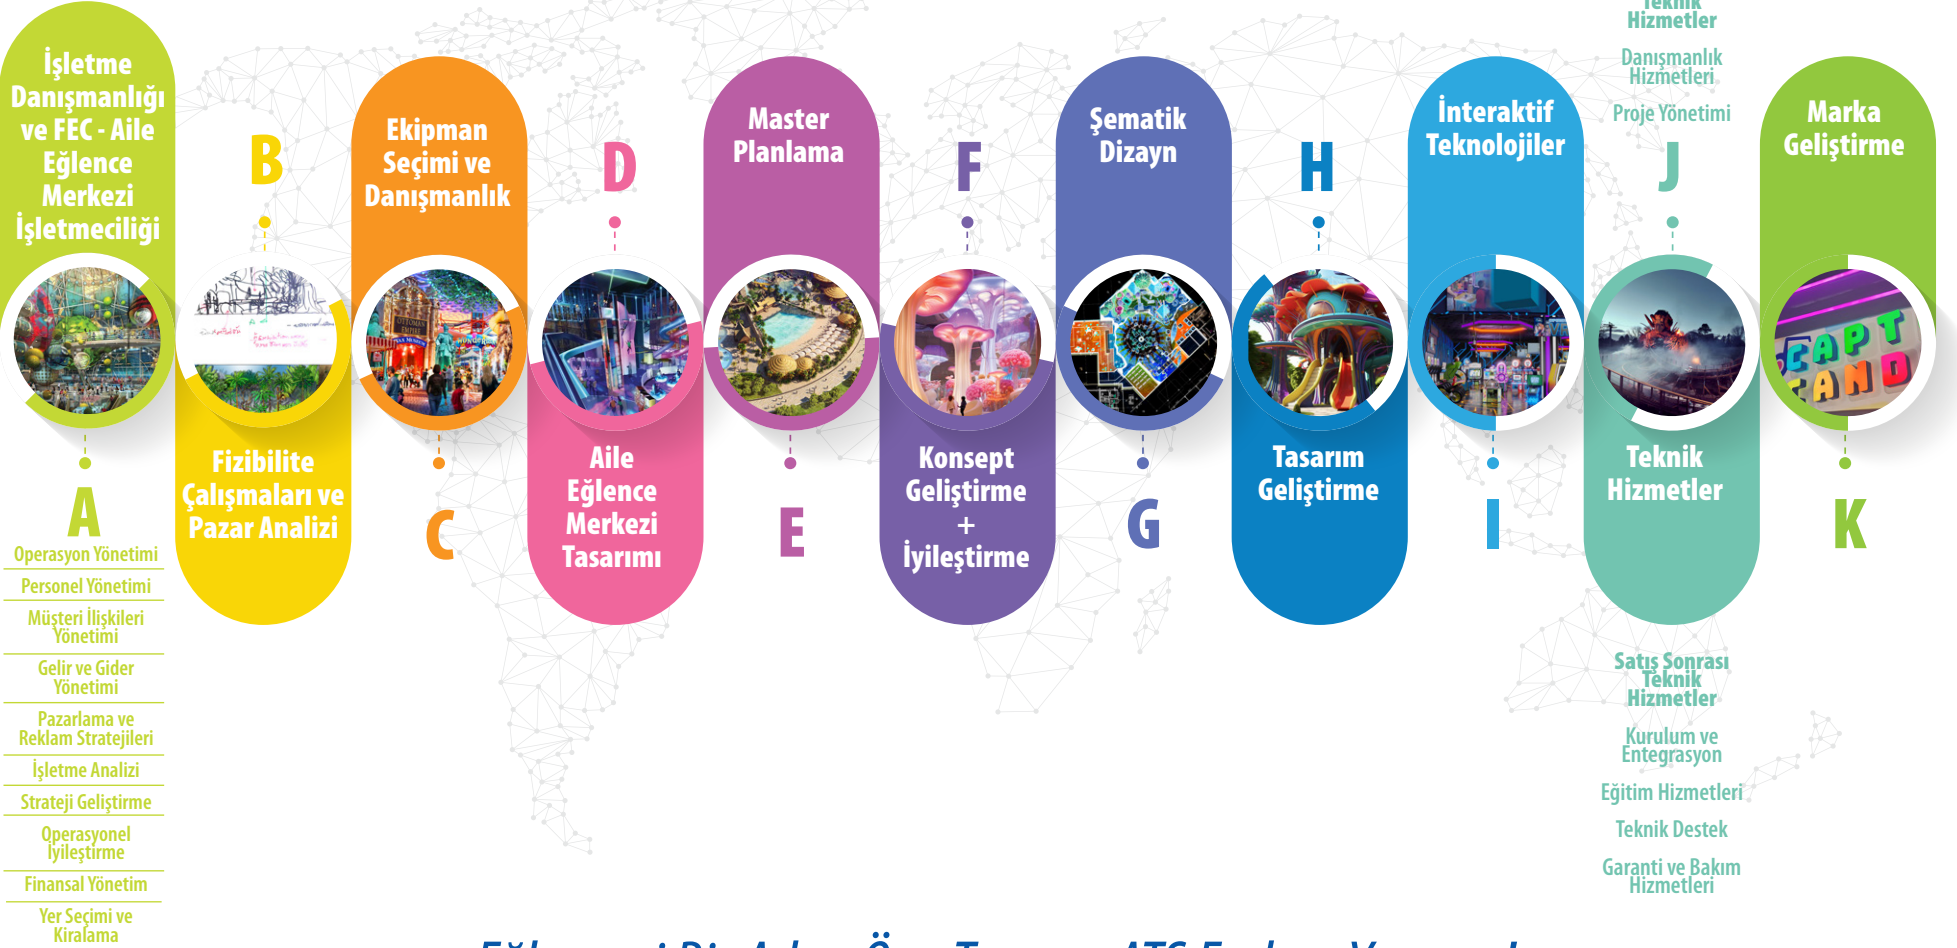 İşletme
Danışmanlığı
ve FEC - Aile
Eğlence
Merkezi
İşletmeciliği
A
Operasyon Yönetimi
Personel Yönetimi
Müşteri İlişkileri
Yönetimi
Gelir ve Gider
Yönetimi
Pazarlama ve
Reklam Stratejileri
İşletme Analizi
Strateji Geliştirme
Operasyonel
İyileştirme
Finansal Yönetim
Yer Seçimi ve
Kiralama
B
Fizibilite
Çalışmaları ve
Pazar Analizi
Ekipman
Seçimi ve
Danışmanlık
C
D
Aile
Eğlence
Merkezi
Tasarımı
Master
Planlama
E
F
Konsept
Geliştirme
+
İyileştirme
Şematik
Dizayn
G
H
Tasarım
Geliştirme
İnteraktif
Teknolojiler
I
Teknik
Hizmetler
Danışmanlık
Hizmetleri
Proje Yönetimi
J
Teknik
Hizmetler
Satış Sonrası
Teknik
Hizmetler
Kurulum ve
Entegrasyon
Eğitim Hizmetleri
Teknik Destek
Garanti ve Bakım
Hizmetleri
Marka
Geliştirme
CAPT
LAND
K